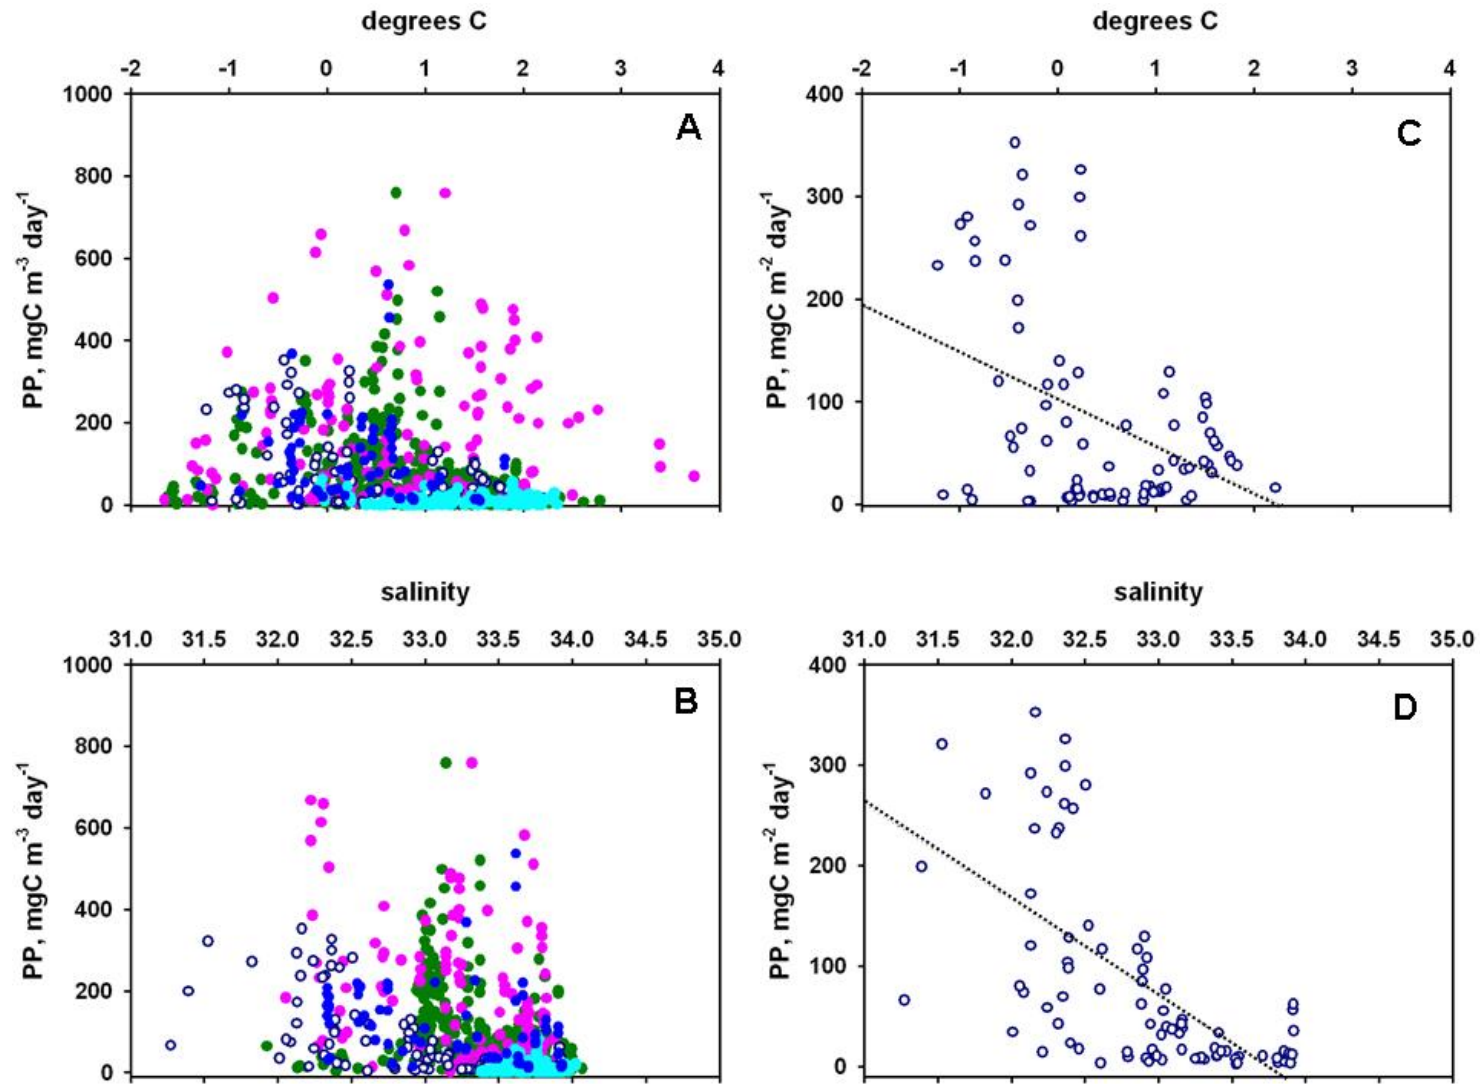 degrees C
-2 -1 0 1 2 3 4
1000
800
600
400
200
0
PP, mgC m⁻³ day⁻¹
A
degrees C
-2 -1 0 1 2 3 4
400
300
200
100
0
PP, mgC m⁻² day⁻¹
C
salinity
31.0 31.5 32.0 32.5 33.0 33.5 34.0 34.5 35.0
1000
800
600
400
200
0
PP, mgC m⁻³ day⁻¹
B
salinity
31.0 31.5 32.0 32.5 33.0 33.5 34.0 34.5 35.0
400
300
200
100
0
PP, mgC m⁻² day⁻¹
D